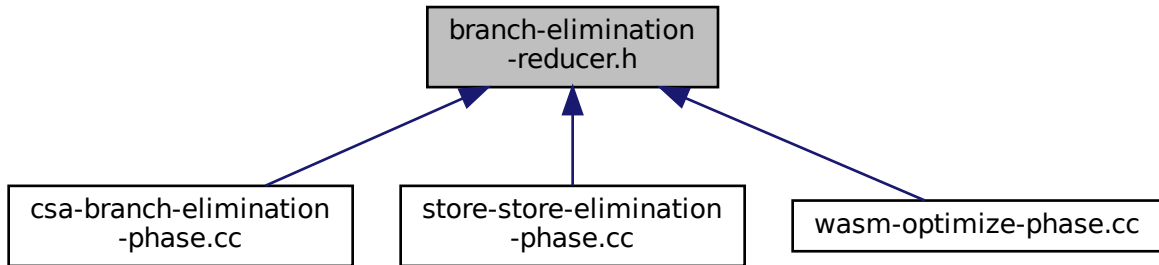 branch-elimination
-reducer.h
csa-branch-elimination
-phase.cc
store-store-elimination
-phase.cc
wasm-optimize-phase.cc